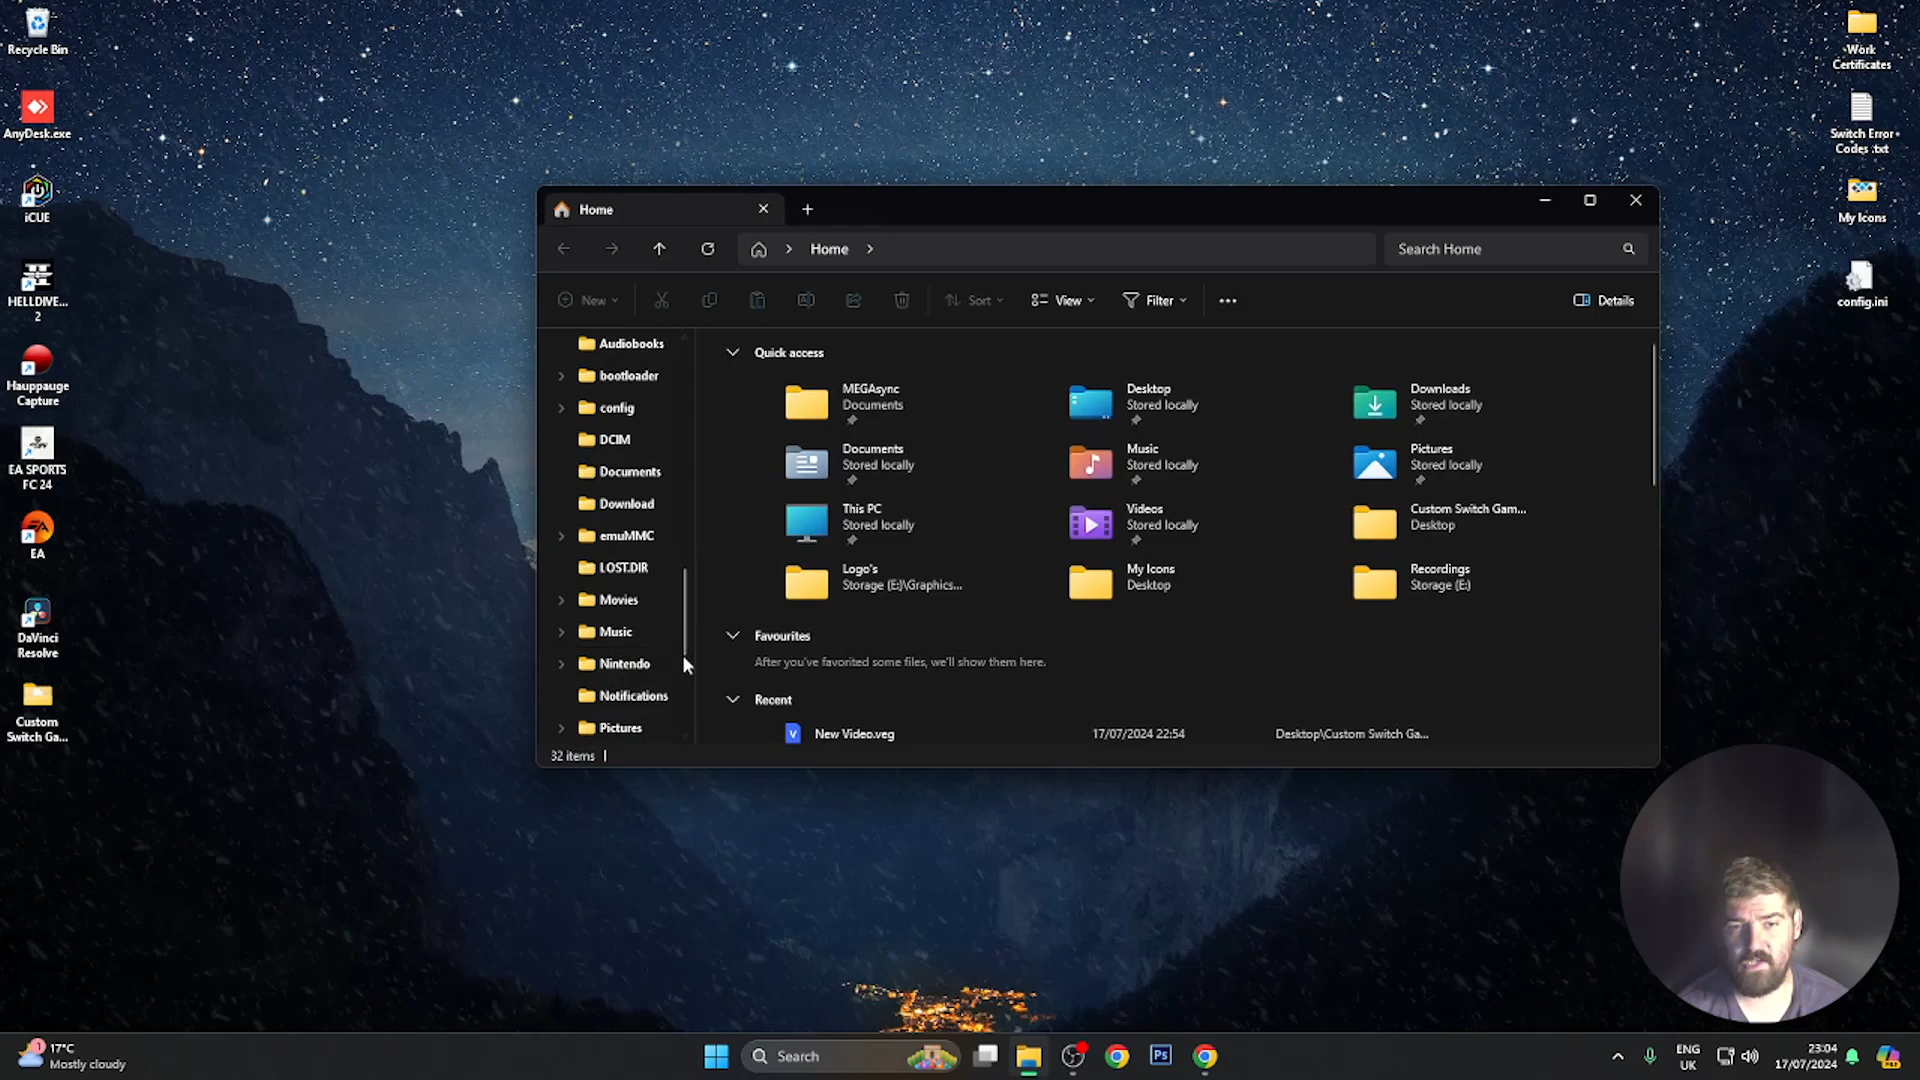 Recycle Bin
AnyDesk.exe
iCUE
HELLDIVE...
2
Hauppauge
Capture
EA SPORTS
FC 24
EA
DaVinci
Resolve
Custom
Switch Ga...
Work
Certificates
Switch Error
Codes .txt
My Icons
config.ini
Home
Home
Search Home
New
Sort
View
Filter
Details
Audiobooks
bootloader
config
DCIM
Documents
Download
emuMMC
LOST.DIR
Movies
Music
Nintendo
Notifications
Pictures
Quick access
MEGAsync
Documents
Desktop
Stored locally
Downloads
Stored locally
Documents
Stored locally
Music
Stored locally
Pictures
Stored locally
This PC
Stored locally
Videos
Stored locally
Custom Switch Gam...
Desktop
Logo's
Storage (E:)\Graphics...
My Icons
Desktop
Recordings
Storage (E:)
Favourites
After you've favorited some files, we'll show them here.
Recent
New Video.veg 17/07/2024 22:54 Desktop\Custom Switch Ga...
32 items
1
17°C
Mostly cloudy
Search
Ps
ENG
UK
23:04
17/07/2024